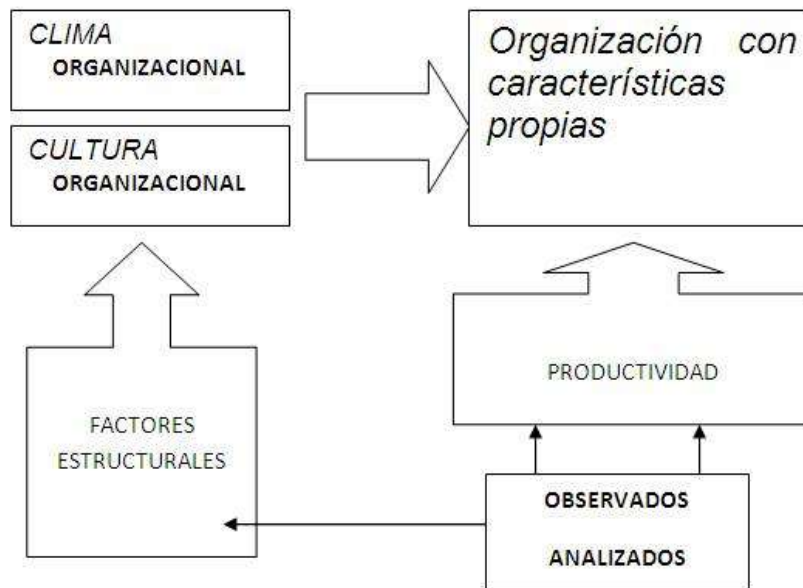 CLIMA
ORGANIZACIONAL
CULTURA
ORGANIZACIONAL
Organización con
características
propias
FACTORES
ESTRUCTURALES
PRODUCTIVIDAD
OBSERVADOS
ANALIZADOS